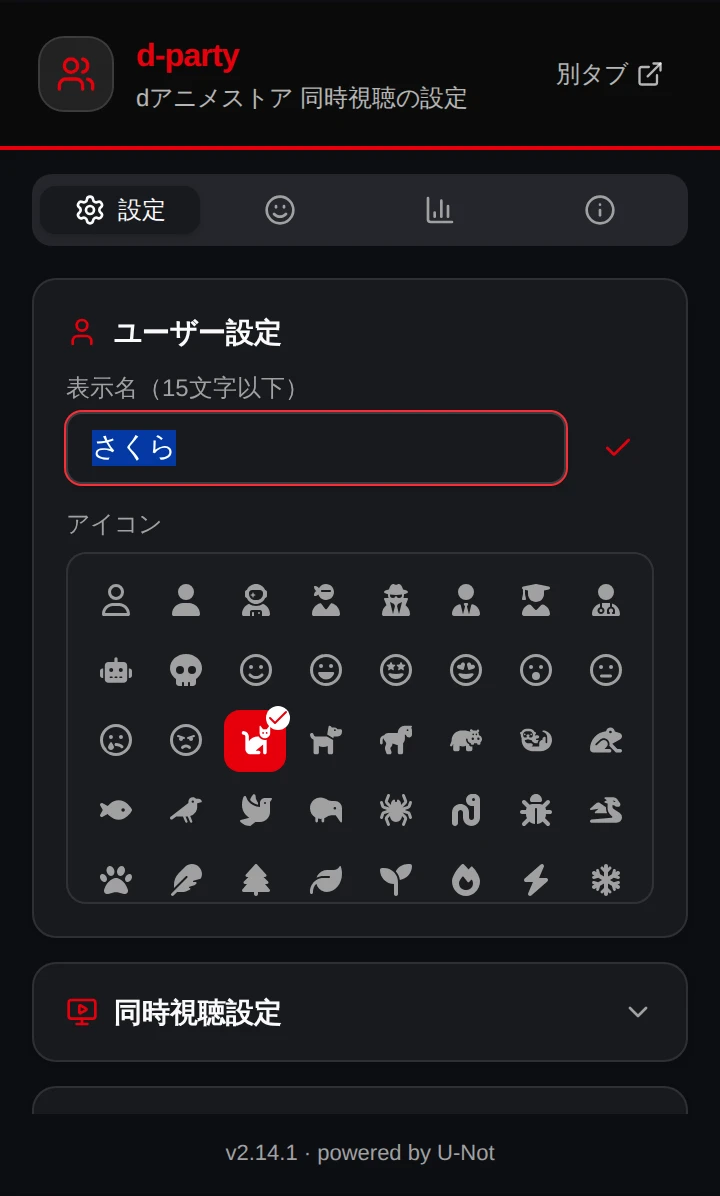 d-party
dアニメストア 同時視聴の設定
別タブ
設定
ユーザー設定
表示名（15文字以下）
さくら
アイコン
同時視聴設定
v2.14.1 · powered by U-Not